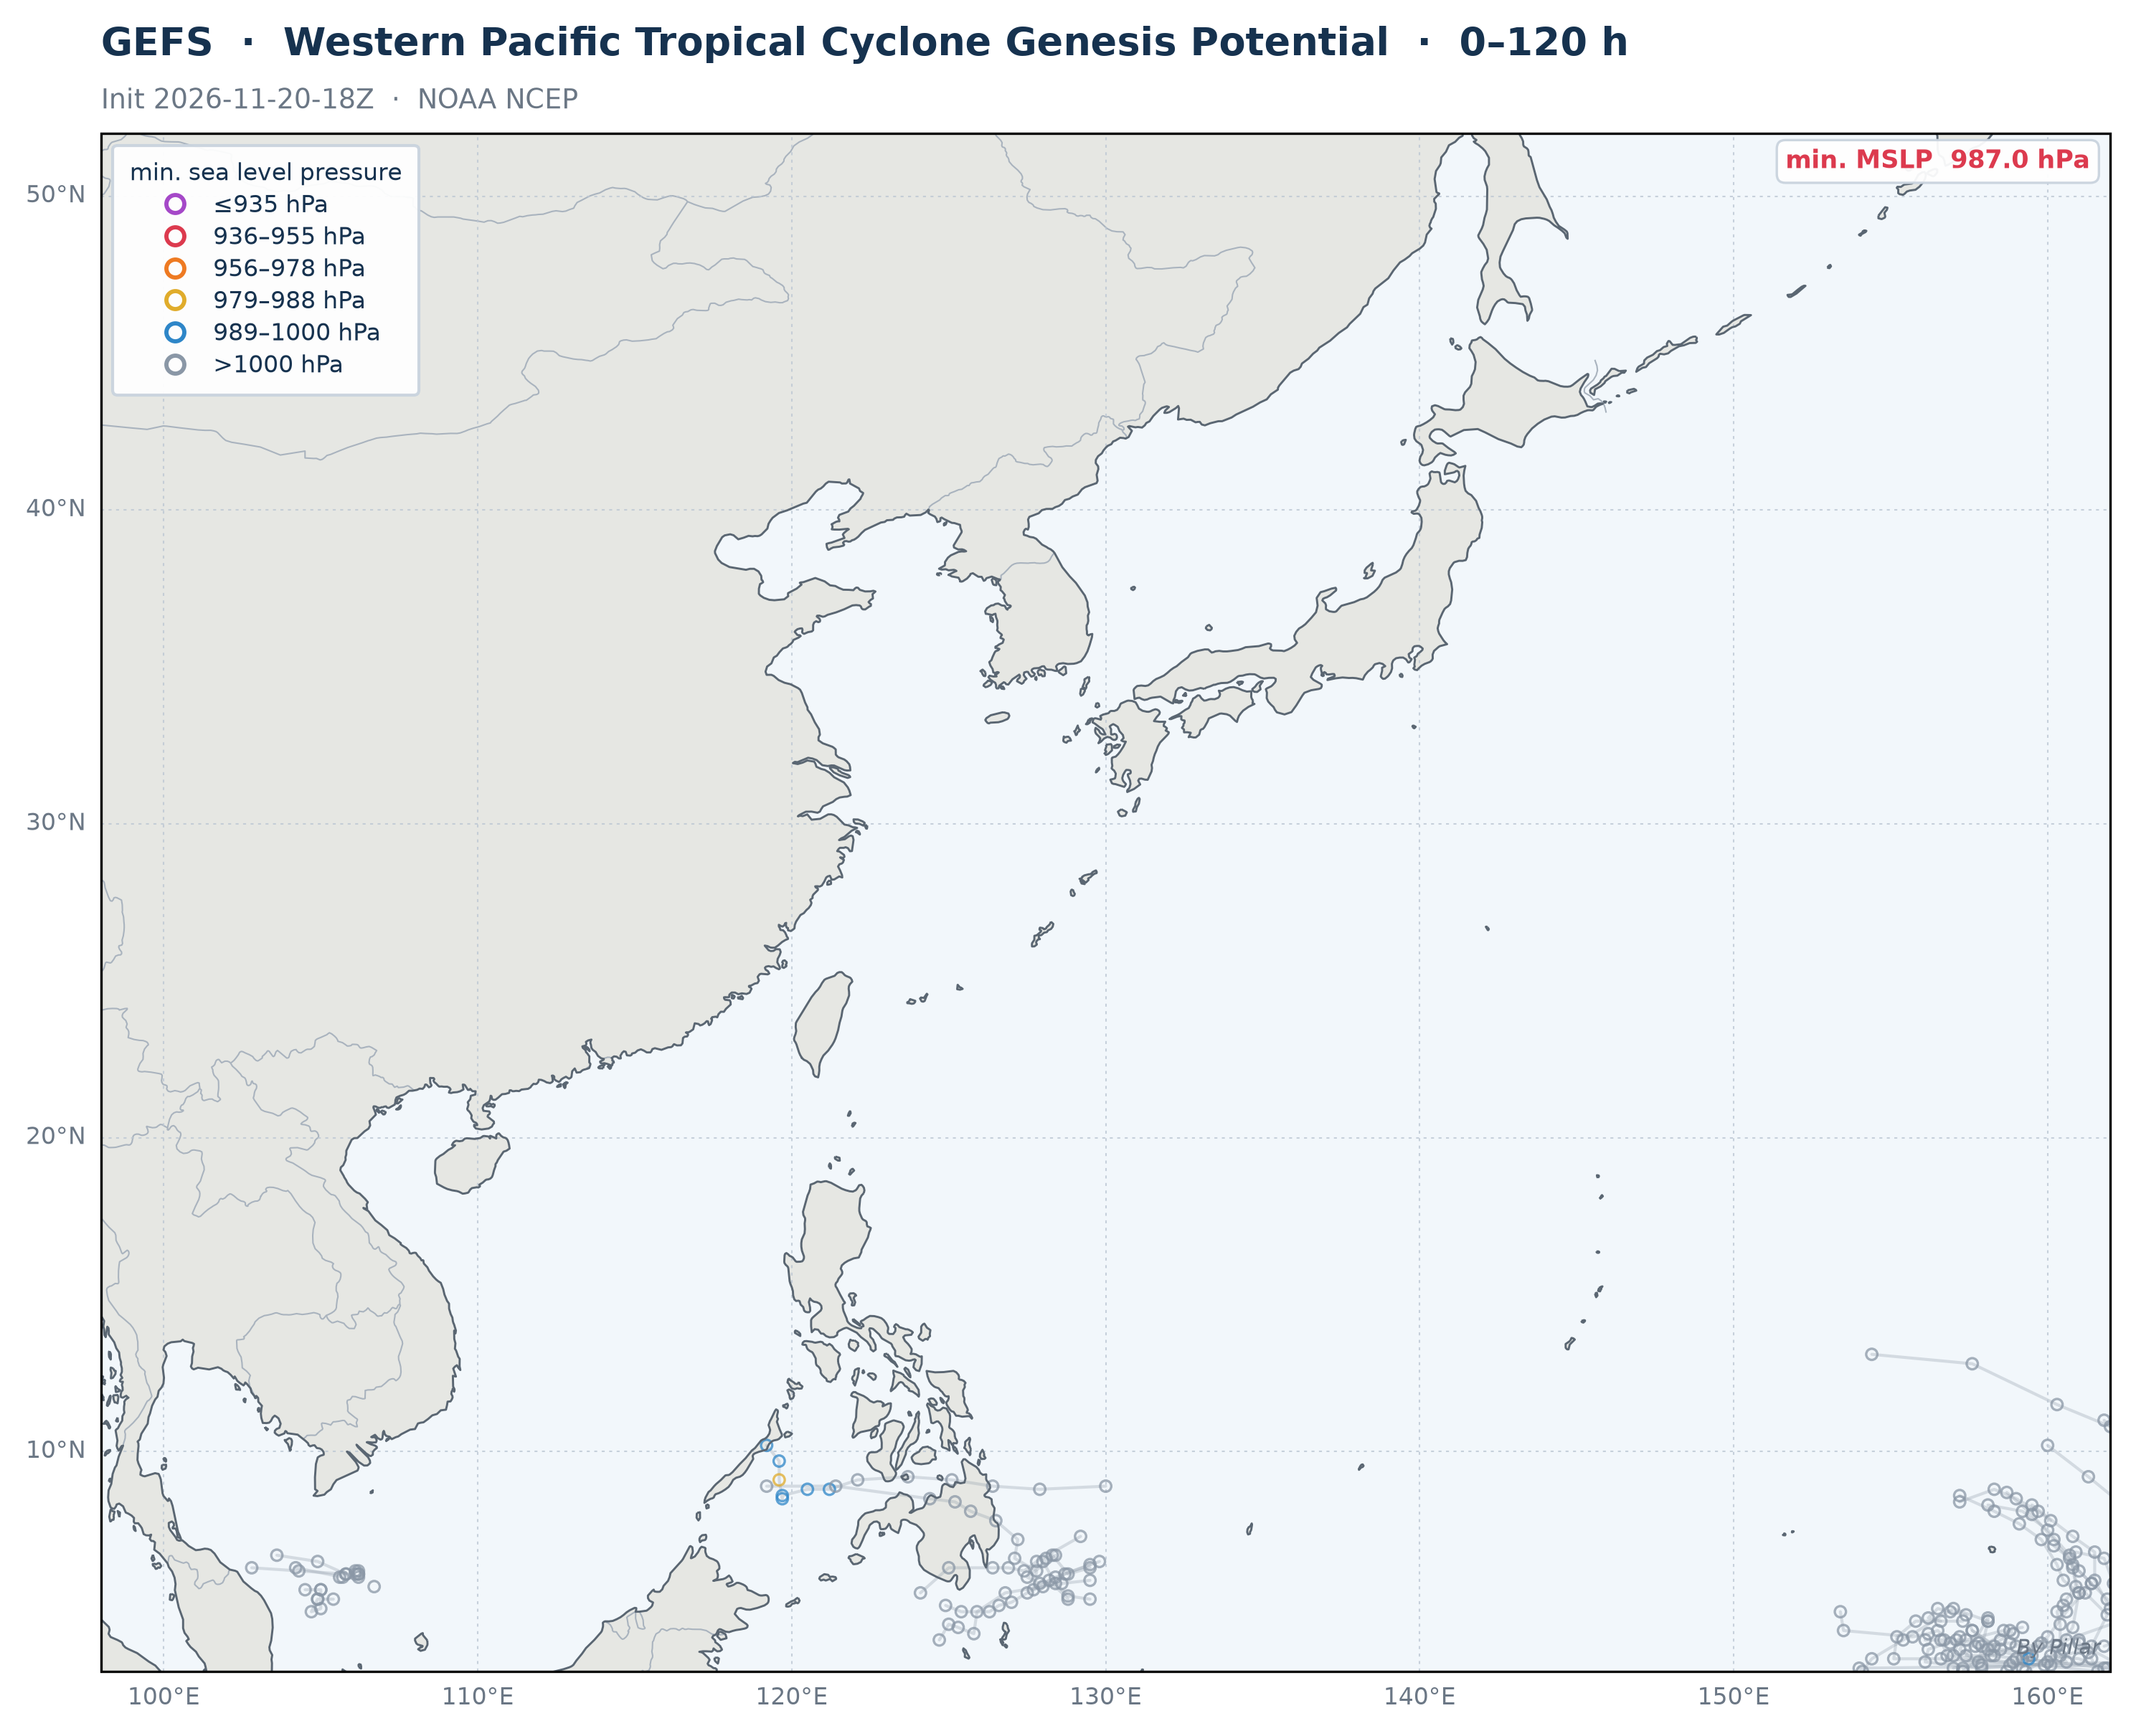 GEFS · Western Pacific Tropical Cyclone Genesis Potential · 0–120 h
Init 2026-11-20-18Z · NOAA NCEP
min. sea level pressure
≤935 hPa
936–955 hPa
956–978 hPa
979–988 hPa
989–1000 hPa
>1000 hPa
min. MSLP 987.0 hPa
50°N
40°N
30°N
20°N
10°N
By Pillar
100°E 110°E 120°E 130°E 140°E 150°E 160°E